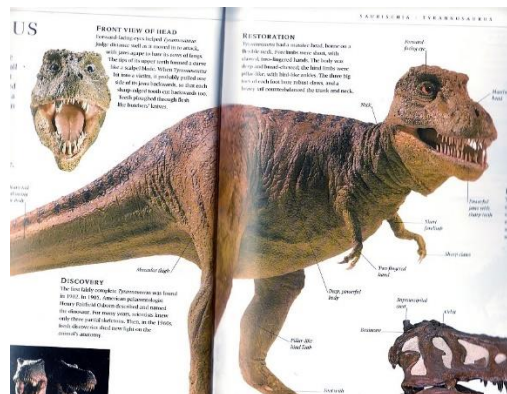 US
FRONT VIEW OF HEAD
Forward-facing eyes helped Tyrannosaurus
judge distance well as it moved in to attack,
with jaws agape to bare its rows of fangs.
The tips of its upper teeth formed a curve
like a scalpel blade. When Tyrannosaurus
bit into a victim, it probably pulled one
side of its jaws backwards, so that each
sharp-edged tooth cut backwards too.
Teeth ploughed through flesh
like butchers' knives.
SAURISCHIA · TYRANNOSAURUS
RESTORATION
Tyrannosaurus had a massive head, borne on a
flexible neck. Forelimbs were short, with
clawed, two-fingered hands. The body was
deep and broad-chested, the hind limbs were
pillar-like, with bird-like ankles. The three big
toes of each foot bore robust claws, and a
heavy tail counterbalanced the trunk and neck.
Forward-
facing eye
Massive
head
Neck
Powerful
jaws with
sharp teeth
Short
forelimb
Sharp claws
Two-fingered
hand
Deep, powerful
body
Muscular thigh
DISCOVERY
The first fairly complete Tyrannosaurus was found
in 1902. In 1905, American palaeontologist
Henry Fairfield Osborn described and named
the dinosaur. For many years, scientists knew
only three partial skeletons. Then, in the 1960s,
fresh discoveries shed new light on the
animal's anatomy.
Pillar-like
hind limb